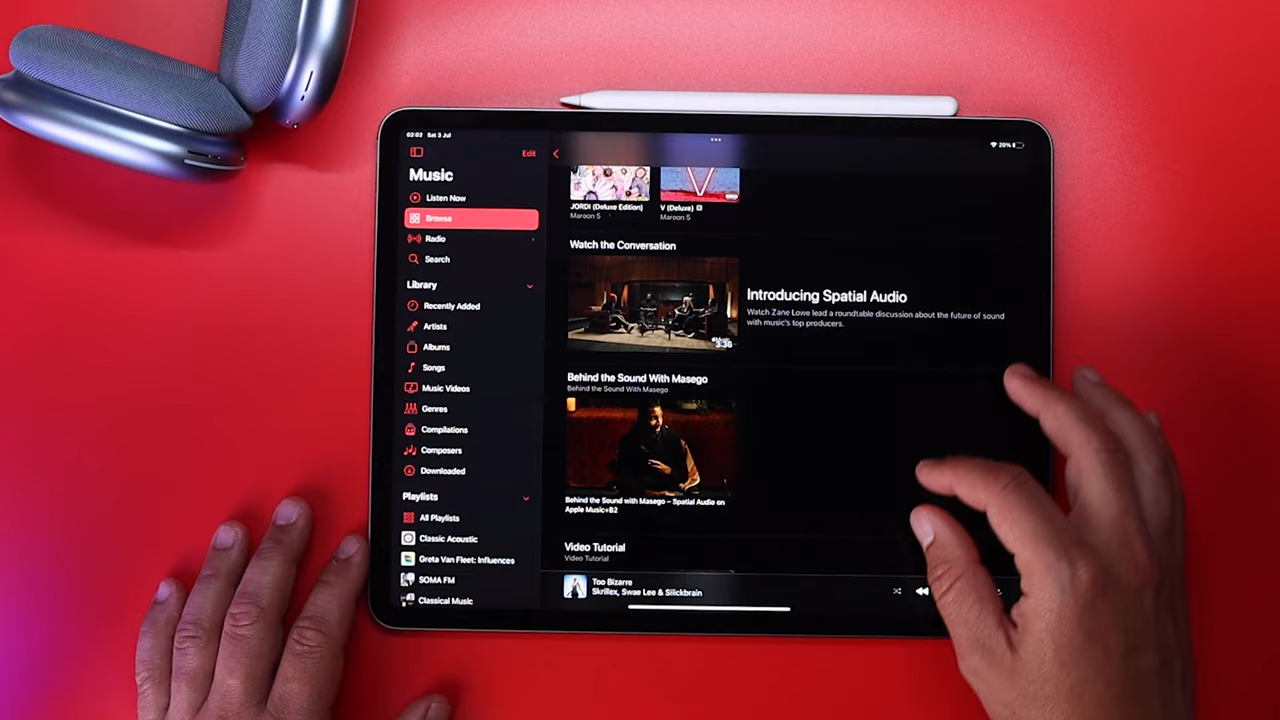 02:02 Sat 3 Jul
20%
Edit
Music
Listen Now
Browse
Radio
Search
Library
Recently Added
Artists
Albums
Songs
Music Videos
Genres
Compilations
Composers
Downloaded
Playlists
All Playlists
Classic Acoustic
Greta Van Fleet: Influences
SOMA FM
Classical Music
JORDI (Deluxe Edition)
Maroon 5
V (Deluxe)
Maroon 5
Watch the Conversation
3:36
Introducing Spatial Audio
Watch Zane Lowe lead a roundtable discussion about the future of sound
with music's top producers.
Behind the Sound With Masego
Behind the Sound With Masego
Behind the Sound with Masego – Spatial Audio on
Apple Music+B2
Video Tutorial
Video Tutorial
Too Bizarre
Skrillex, Swae Lee & Siiickbrain